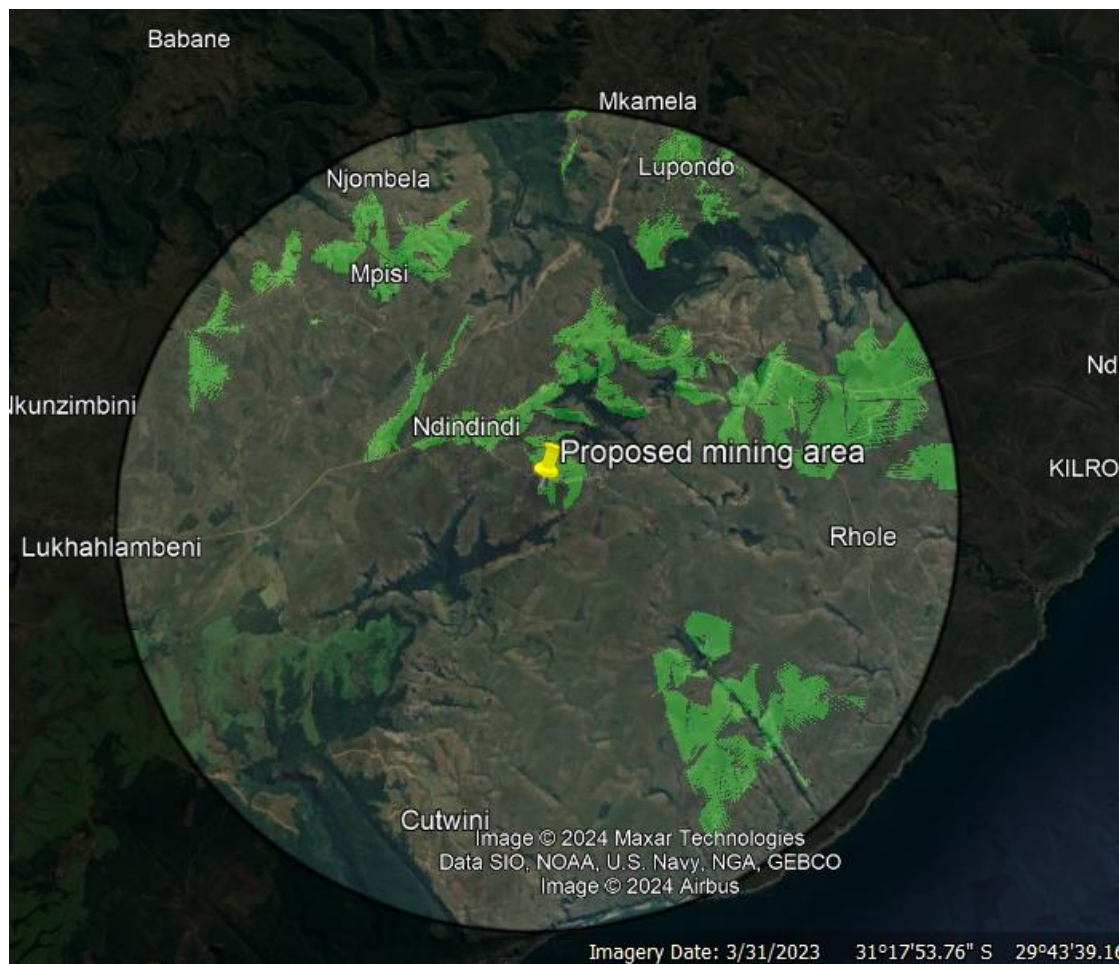 Babane
Mkamela
Lupondo
Njombela
Mpisi
Nd
Nkunzimbini
Ndindindi
Proposed mining area
KILRO
Rhole
Lukhahlambeni
Cutwini
Image © 2024 Maxar Technologies
Data SIO, NOAA, U.S. Navy, NGA, GEBCO
Image © 2024 Airbus
Imagery Date: 3/31/2023 31°17'53.76" S 29°43'39.16